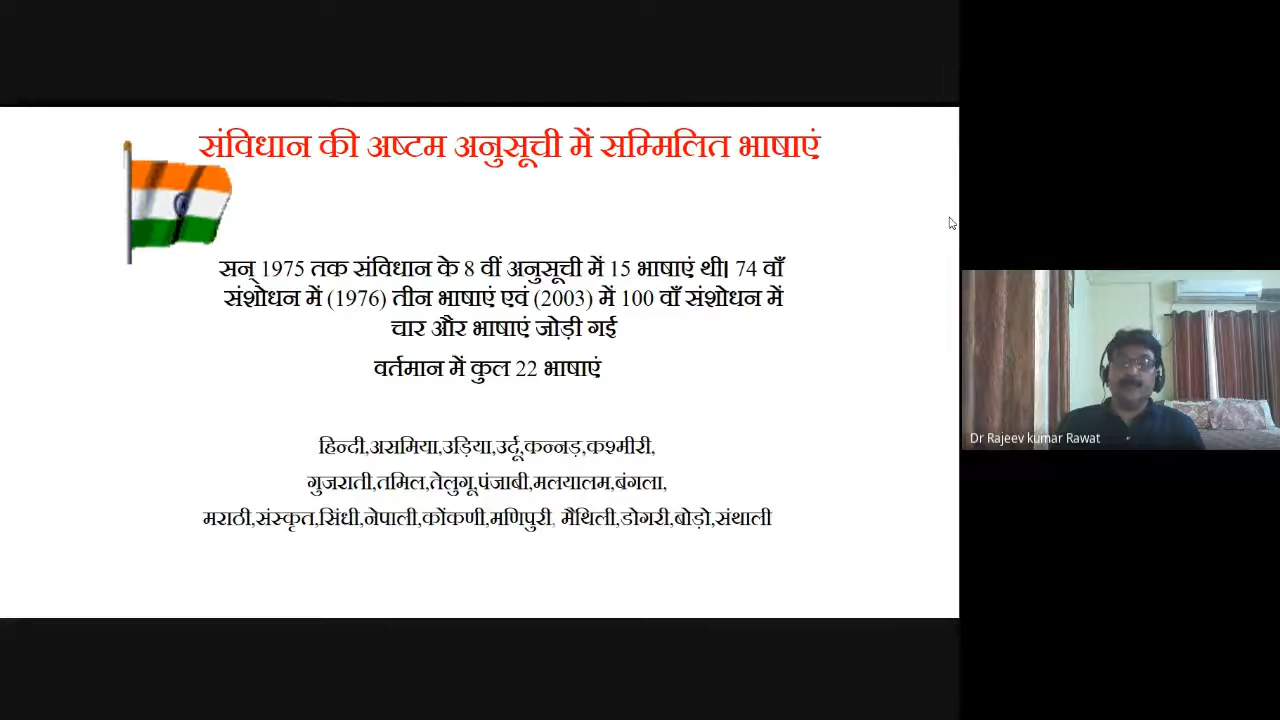 संविधान की अष्टम अनुसूची में सम्मिलित भाषाएं
सन् 1975 तक संविधान के 8 वीं अनुसूची में 15 भाषाएं थी। 74 वाँ
संशोधन में (1976) तीन भाषाएं एवं (2003) में 100 वाँ संशोधन में
चार और भाषाएं जोड़ी गई
वर्तमान में कुल 22 भाषाएं
हिन्दी,असमिया,उड़िया,उर्दू,कन्नड़,कश्मीरी,
गुजराती,तमिल,तेलुगू,पंजाबी,मलयालम,बंगला,
मराठी,संस्कृत,सिंधी,नेपाली,कोंकणी,मणिपुरी, मैथिली,डोगरी,बोड़ो,संथाली
Dr Rajeev kumar Rawat